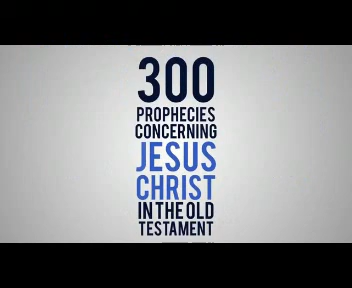 300
PROPHECIES
CONCERNING
JESUS
CHRIST
IN THE OLD
TESTAMENT